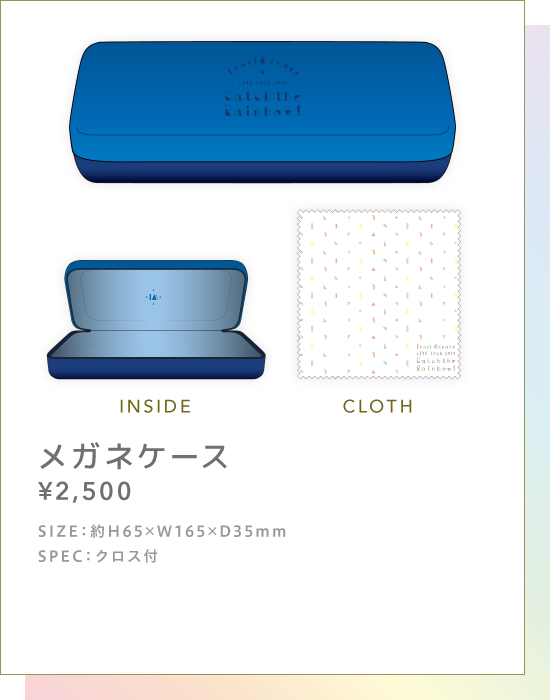 Inori Minase
LIVE TOUR 2019
Catch the
Rainbow!
Inori Minase
LIVE TOUR 2019
Catch the
Rainbow!
INSIDE
CLOTH
メガネケース
¥2,500
SIZE：約H65×W165×D35mm
SPEC：クロス付